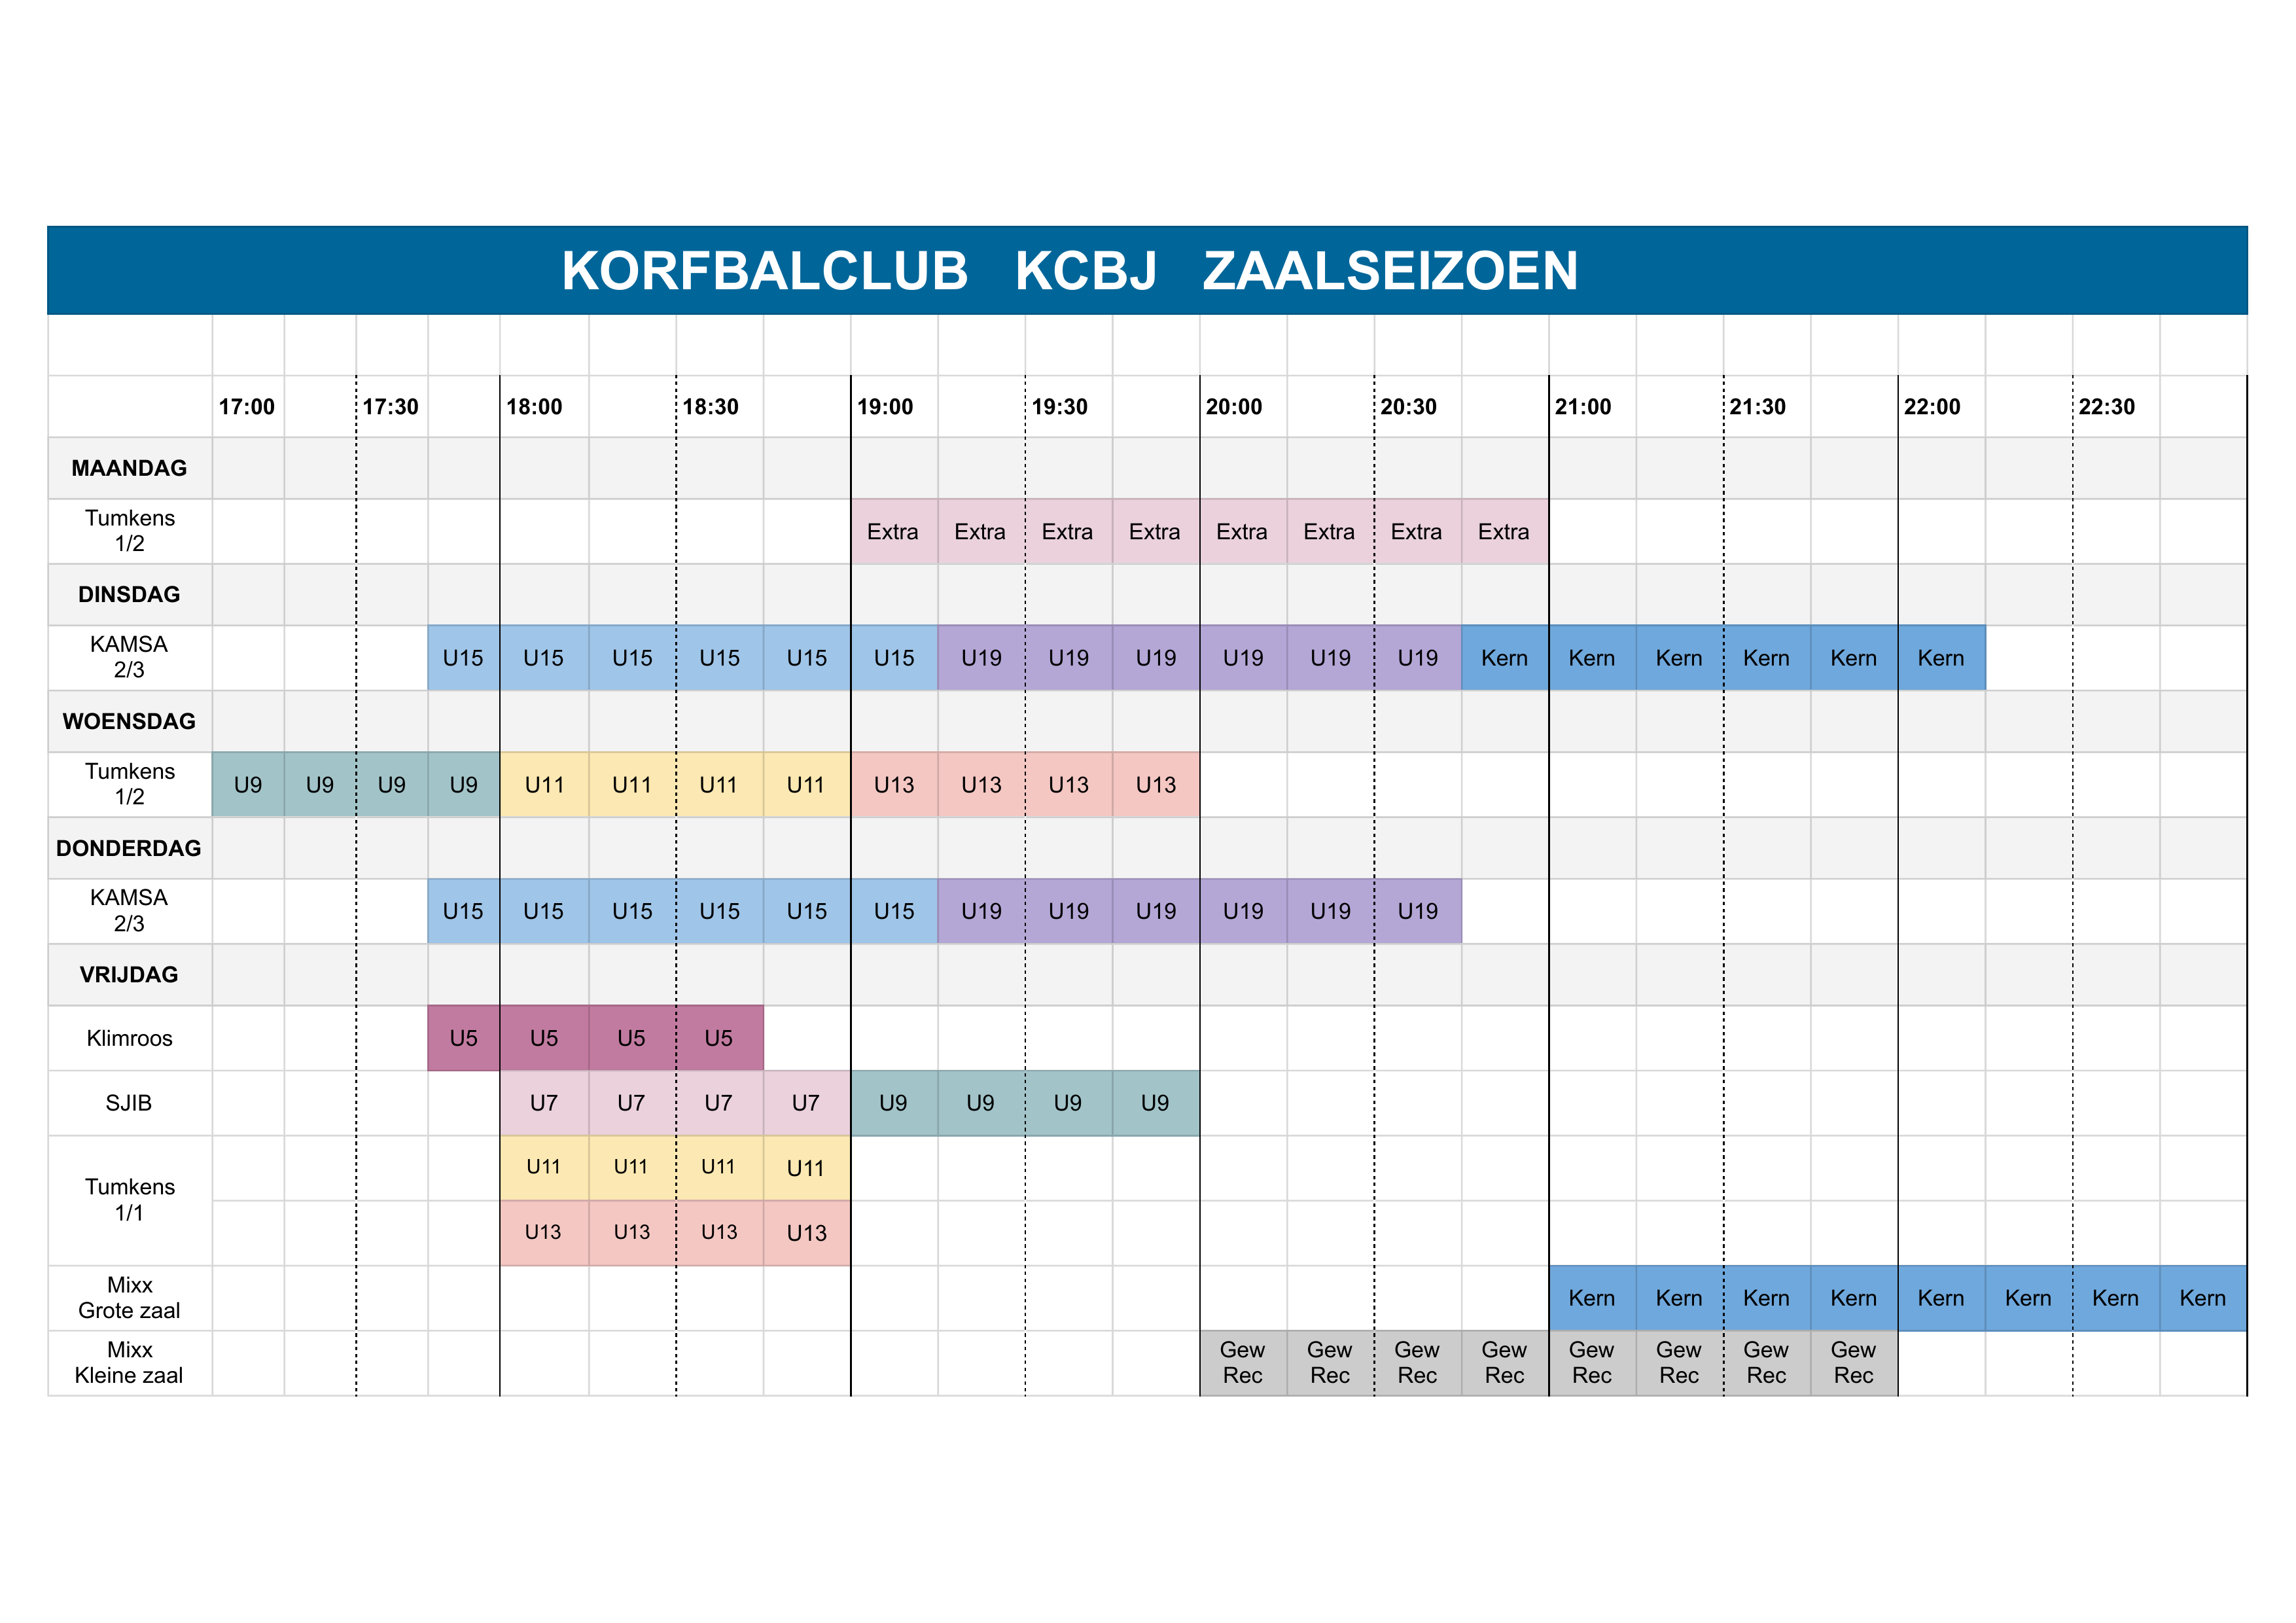 KORFBALCLUB KCBJ ZAALSEIZOEN
17:00 17:30 18:00 18:30 19:00 19:30 20:00 20:30 21:00 21:30 22:00 22:30
MAANDAG
Tumkens
1/2
Extra Extra Extra Extra Extra Extra Extra Extra
DINSDAG
KAMSA
2/3
U15 U15 U15 U15 U15 U15 U19 U19 U19 U19 U19 U19 Kern Kern Kern Kern Kern Kern
WOENSDAG
Tumkens
1/2
U9 U9 U9 U9 U11 U11 U11 U11 U13 U13 U13 U13
DONDERDAG
KAMSA
2/3
U15 U15 U15 U15 U15 U15 U19 U19 U19 U19 U19 U19
VRIJDAG
Klimroos U5 U5 U5 U5
SJIB U7 U7 U7 U7 U9 U9 U9 U9
Tumkens
1/1
U11 U11 U11 U11
U13 U13 U13 U13
Mixx
Grote zaal
Kern Kern Kern Kern Kern Kern Kern Kern
Mixx
Kleine zaal
Gew Gew Gew Gew Gew Gew Gew Gew
Rec Rec Rec Rec Rec Rec Rec Rec